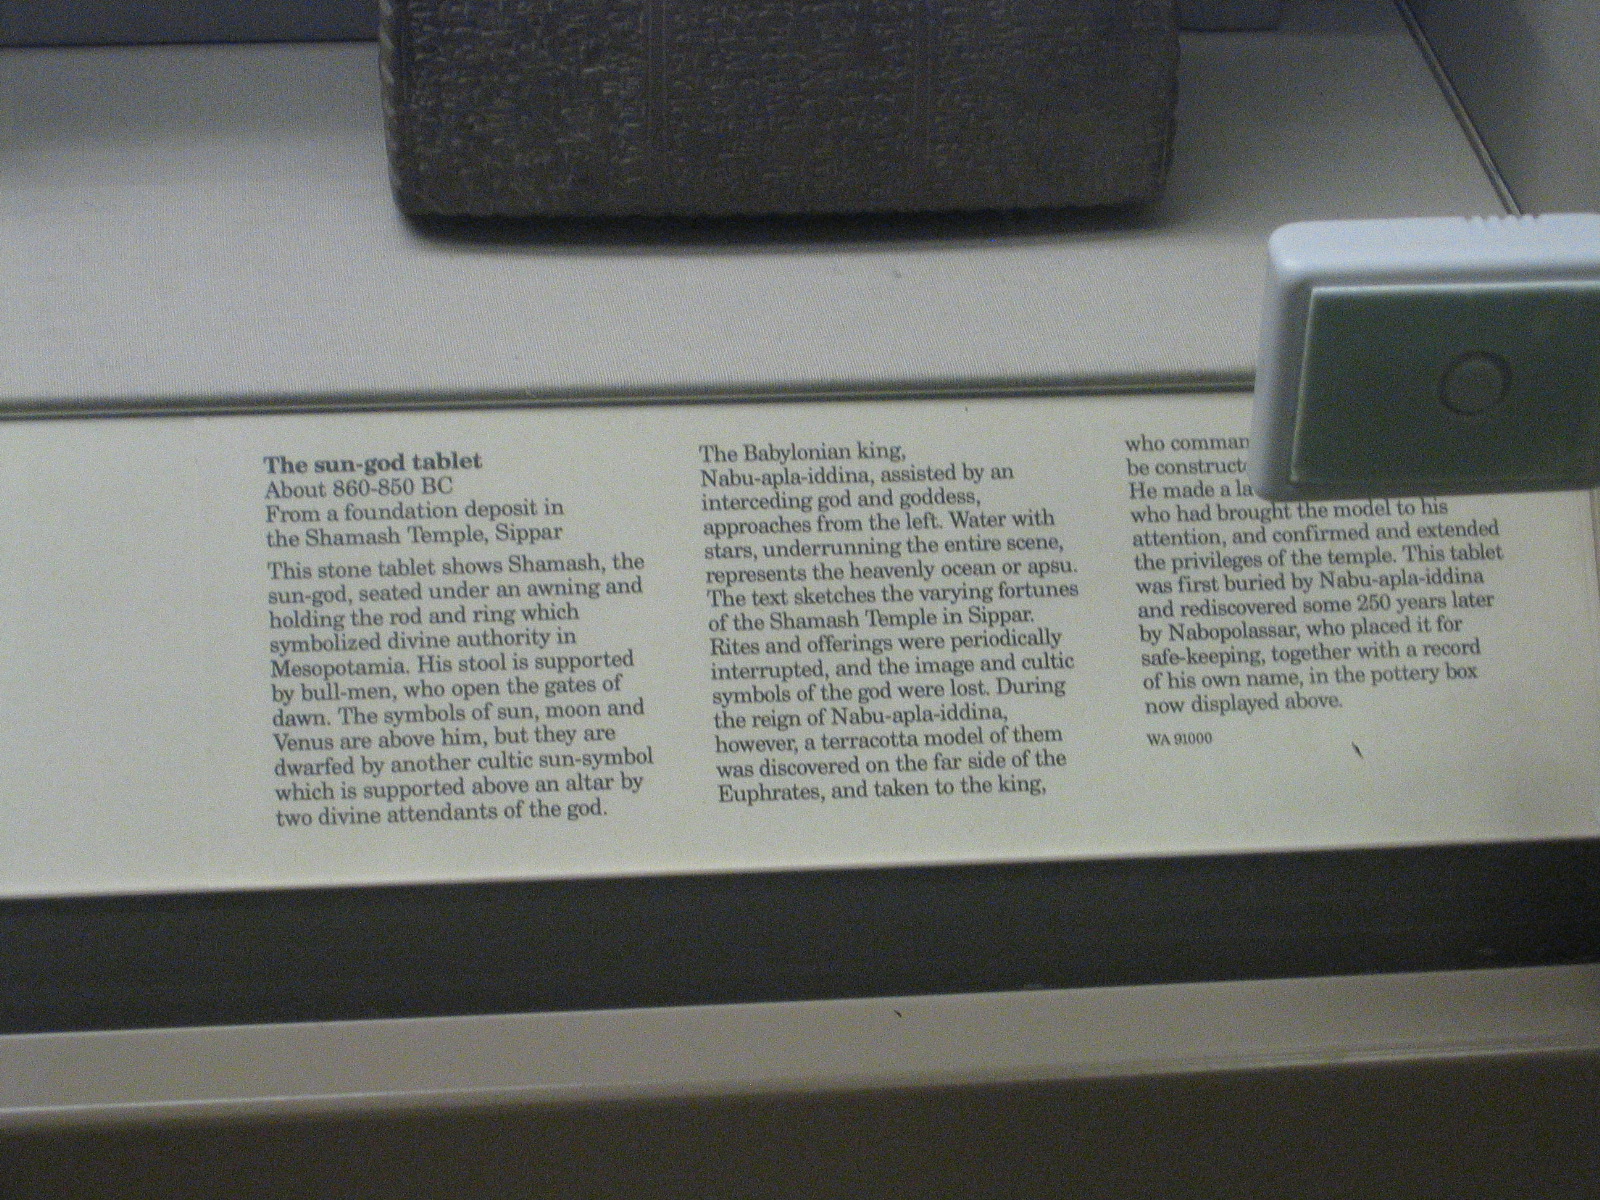 The sun-god tablet
About 860-850 BC
From a foundation deposit in
the Shamash Temple, Sippar
This stone tablet shows Shamash, the
sun-god, seated under an awning and
holding the rod and ring which
symbolized divine authority in
Mesopotamia. His stool is supported
by bull-men, who open the gates of
dawn. The symbols of sun, moon and
Venus are above him, but they are
dwarfed by another cultic sun-symbol
which is supported above an altar by
two divine attendants of the god.
The Babylonian king,
Nabu-apla-iddina, assisted by an
interceding god and goddess,
approaches from the left. Water with
stars, underrunning the entire scene,
represents the heavenly ocean or apsu.
The text sketches the varying fortunes
of the Shamash Temple in Sippar.
Rites and offerings were periodically
interrupted, and the image and cultic
symbols of the god were lost. During
the reign of Nabu-apla-iddina,
however, a terracotta model of them
was discovered on the far side of the
Euphrates, and taken to the king,
who comman
be construct
He made a la
who had brought the model to his
attention, and confirmed and extended
the privileges of the temple. This tablet
was first buried by Nabu-apla-iddina
and rediscovered some 250 years later
by Nabopolassar, who placed it for
safe-keeping, together with a record
of his own name, in the pottery box
now displayed above.
WA 91000